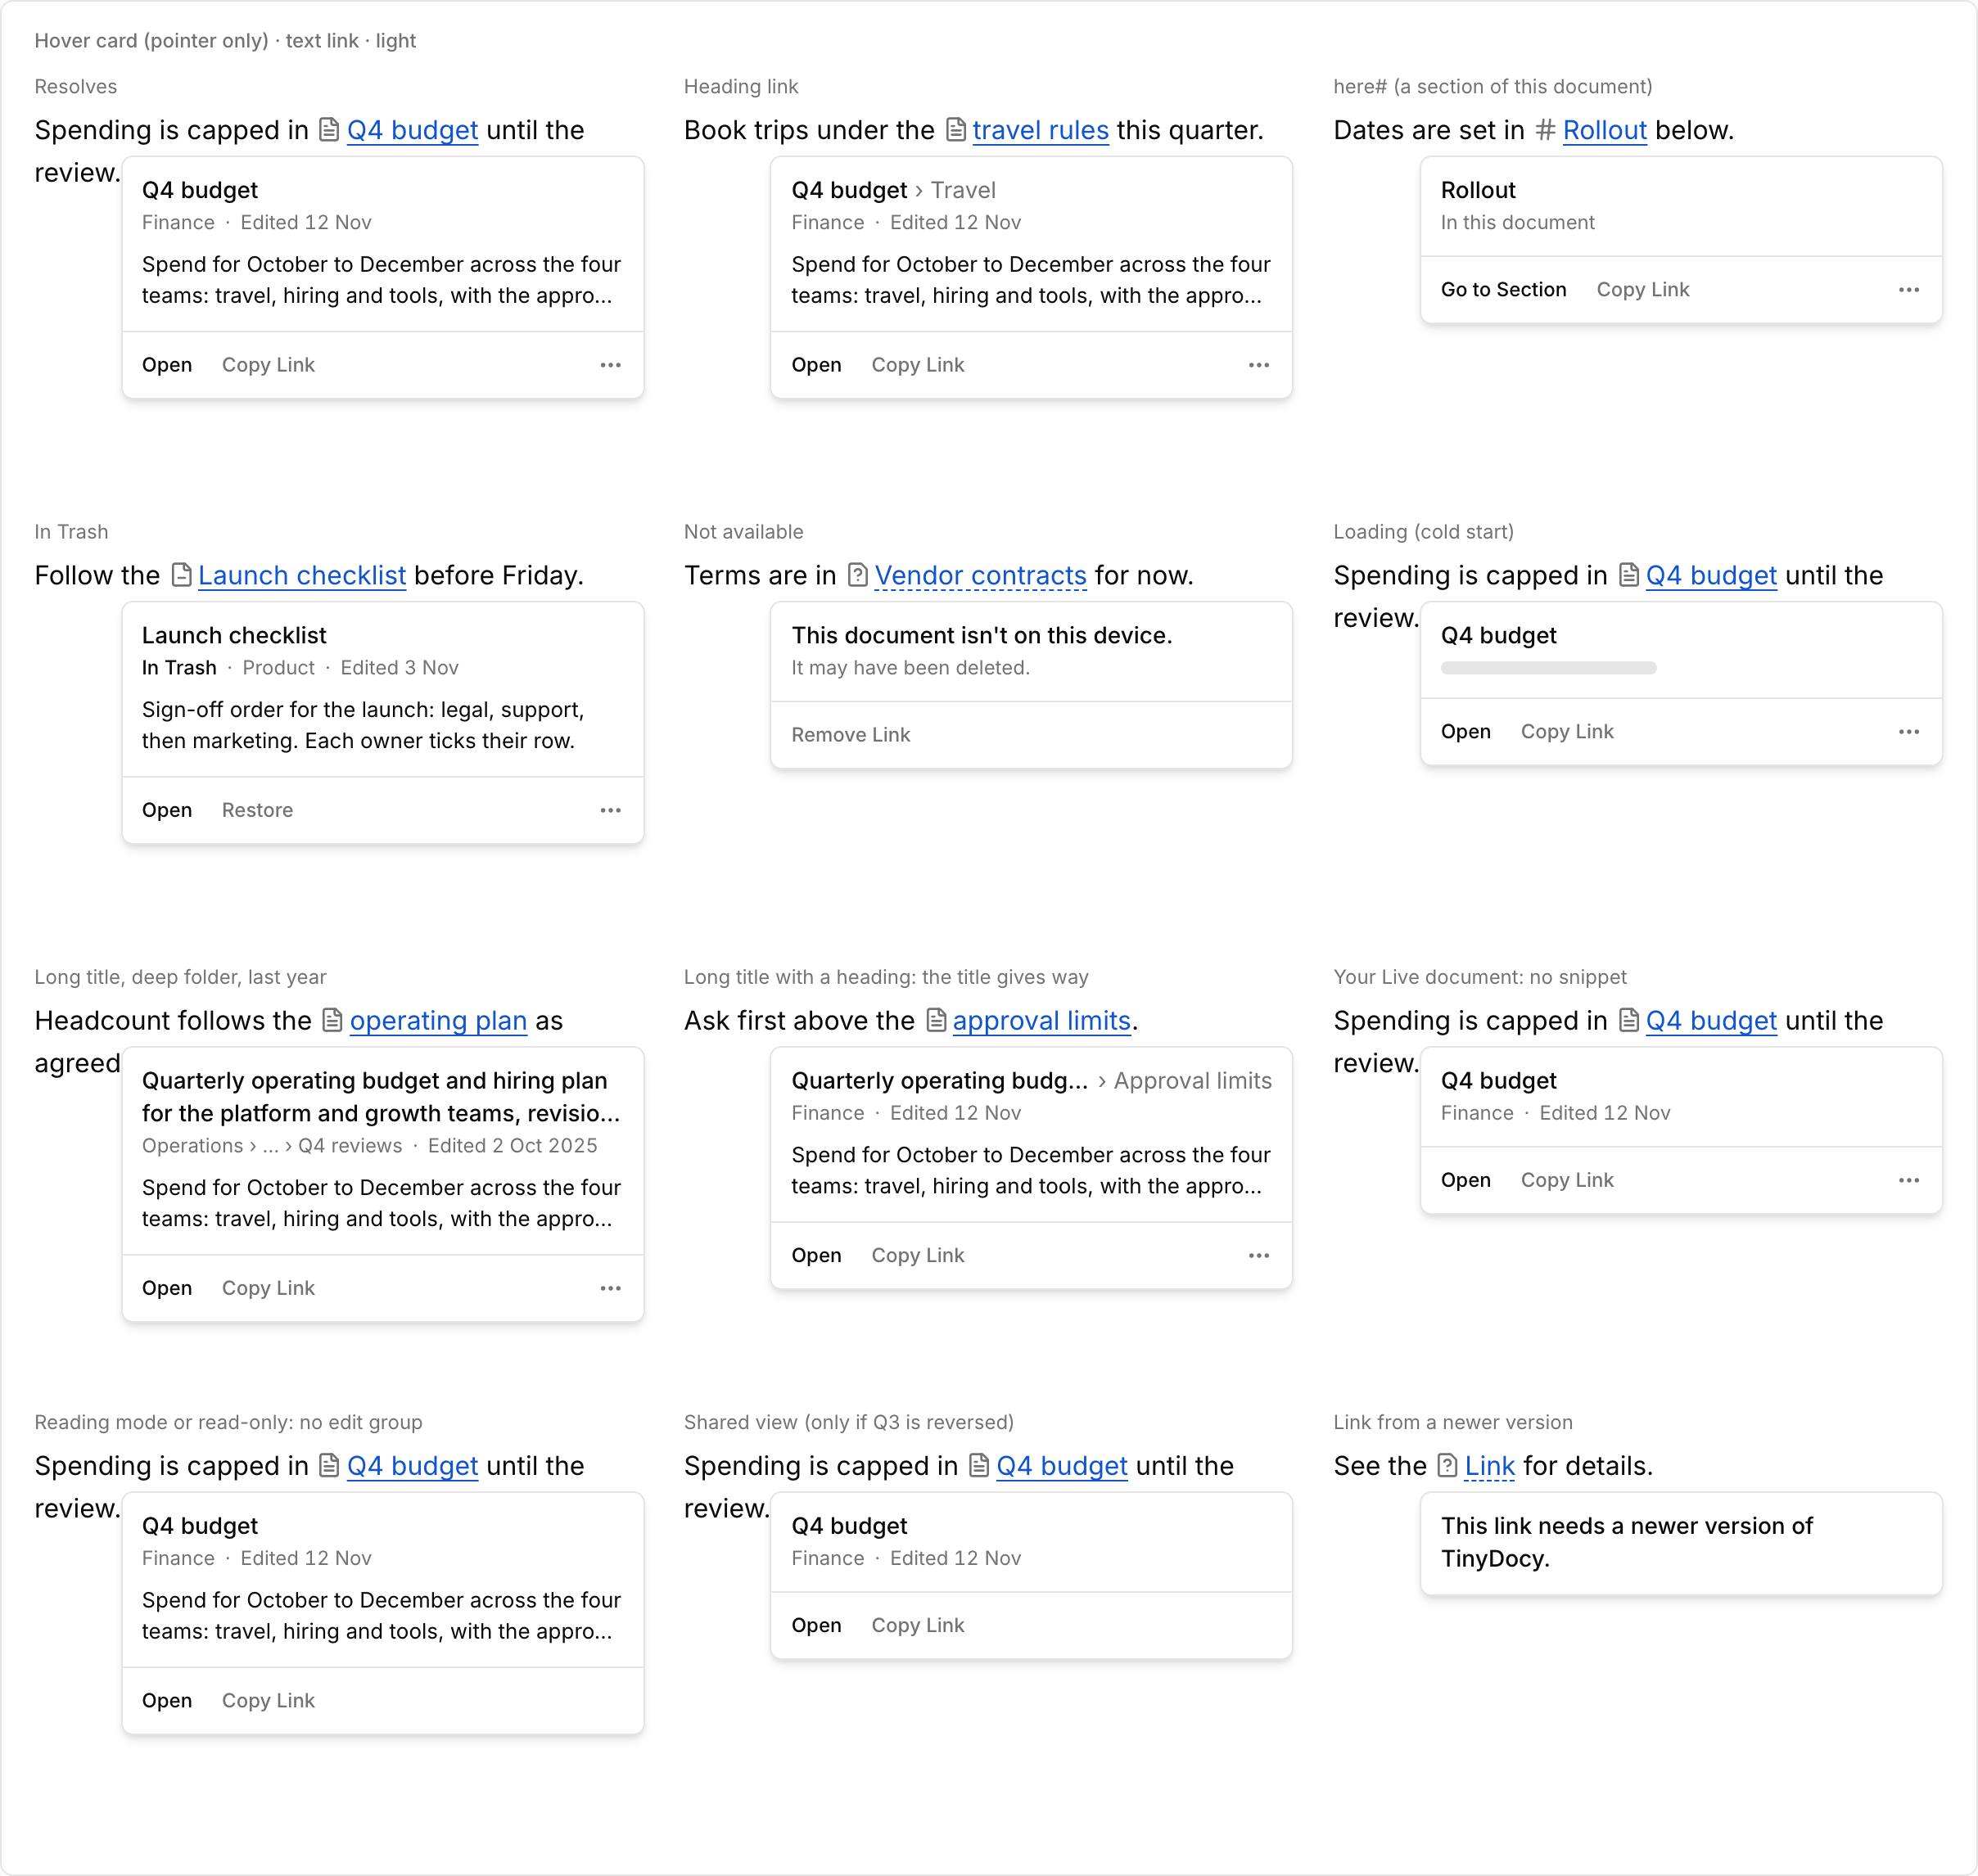 Hover card (pointer only) · text link · light
Resolves
Spending is capped in Q4 budget until the
review.
Q4 budget
Finance · Edited 12 Nov
Spend for October to December across the four
teams: travel, hiring and tools, with the appro...
Open Copy Link ...
Heading link
Book trips under the travel rules this quarter.
Q4 budget › Travel
Finance · Edited 12 Nov
Spend for October to December across the four
teams: travel, hiring and tools, with the appro...
Open Copy Link ...
here# (a section of this document)
Dates are set in # Rollout below.
Rollout
In this document
Go to Section Copy Link ...
In Trash
Follow the Launch checklist before Friday.
Launch checklist
In Trash · Product · Edited 3 Nov
Sign-off order for the launch: legal, support,
then marketing. Each owner ticks their row.
Open Restore ...
Not available
Terms are in ? Vendor contracts for now.
This document isn't on this device.
It may have been deleted.
Remove Link
Loading (cold start)
Spending is capped in Q4 budget until the
review.
Q4 budget
Open Copy Link ...
Long title, deep folder, last year
Headcount follows the operating plan as
agreed
Quarterly operating budget and hiring plan
for the platform and growth teams, revisio...
Operations › ... › Q4 reviews · Edited 2 Oct 2025
Spend for October to December across the four
teams: travel, hiring and tools, with the appro...
Open Copy Link ...
Long title with a heading: the title gives way
Ask first above the approval limits.
Quarterly operating budg... › Approval limits
Finance · Edited 12 Nov
Spend for October to December across the four
teams: travel, hiring and tools, with the appro...
Open Copy Link ...
Your Live document: no snippet
Spending is capped in Q4 budget until the
review.
Q4 budget
Finance · Edited 12 Nov
Open Copy Link ...
Reading mode or read-only: no edit group
Spending is capped in Q4 budget until the
review.
Q4 budget
Finance · Edited 12 Nov
Spend for October to December across the four
teams: travel, hiring and tools, with the appro...
Open Copy Link
Shared view (only if Q3 is reversed)
Spending is capped in Q4 budget until the
review.
Q4 budget
Finance · Edited 12 Nov
Open Copy Link
Link from a newer version
See the ? Link for details.
This link needs a newer version of
TinyDocy.